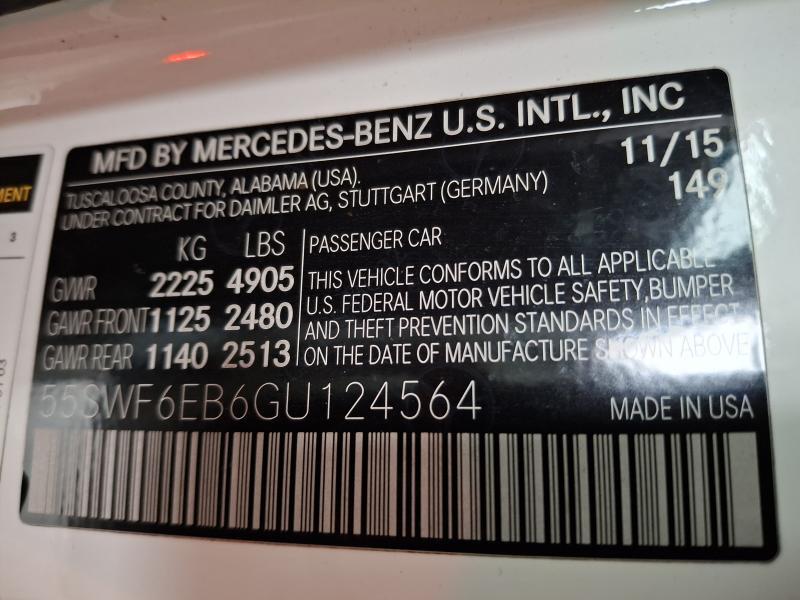 MFD BY MERCEDES-BENZ U.S. INTL., INC
11/15
TUSCALOOSA COUNTY, ALABAMA (USA).
149
UNDER CONTRACT FOR DAIMLER AG, STUTTGART (GERMANY)
KG LBS
PASSENGER CAR
GVWR 2225 4905
GAWR FRONT 1125 2480
GAWR REAR 1140 2513
THIS VEHICLE CONFORMS TO ALL APPLICABLE
U.S. FEDERAL MOTOR VEHICLE SAFETY, BUMPER
AND THEFT PREVENTION STANDARDS IN EFFECT
ON THE DATE OF MANUFACTURE SHOWN ABOVE
55SWF6EB6GU124564
MADE IN USA
3